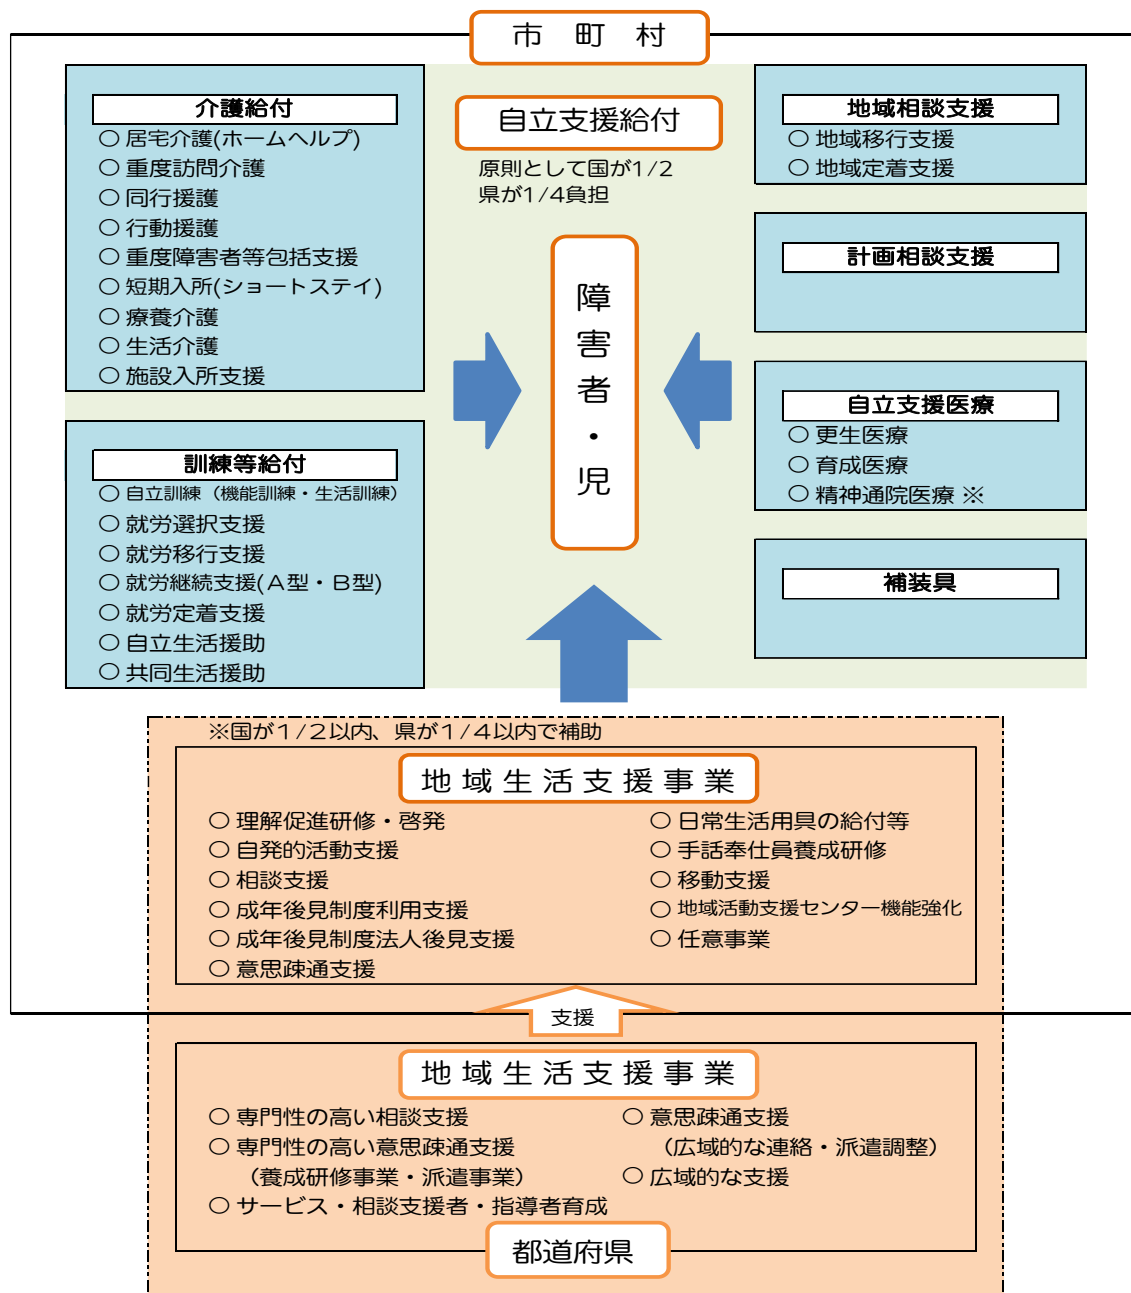 市 町 村
介護給付
○ 居宅介護(ホームヘルプ)
○ 重度訪問介護
○ 同行援護
○ 行動援護
○ 重度障害者等包括支援
○ 短期入所(ショートステイ)
○ 療養介護
○ 生活介護
○ 施設入所支援
訓練等給付
○ 自立訓練（機能訓練・生活訓練）
○ 就労選択支援
○ 就労移行支援
○ 就労継続支援(Ａ型・Ｂ型)
○ 就労定着支援
○ 自立生活援助
○ 共同生活援助
自立支援給付
原則として国が1/2
県が1/4負担
障害者・児
地域相談支援
○ 地域移行支援
○ 地域定着支援
計画相談支援
自立支援医療
○ 更生医療
○ 育成医療
○ 精神通院医療 ※
補装具
※国が１/２以内、県が１/４以内で補助
地域生活支援事業
○ 理解促進研修・啓発
○ 自発的活動支援
○ 相談支援
○ 成年後見制度利用支援
○ 成年後見制度法人後見支援
○ 意思疎通支援
○ 日常生活用具の給付等
○ 手話奉仕員養成研修
○ 移動支援
○ 地域活動支援センター機能強化
○ 任意事業
支援
地域生活支援事業
○ 専門性の高い相談支援
○ 専門性の高い意思疎通支援
（養成研修事業・派遣事業）
○ サービス・相談支援者・指導者育成
○ 意思疎通支援
（広域的な連絡・派遣調整）
○ 広域的な支援
都道府県